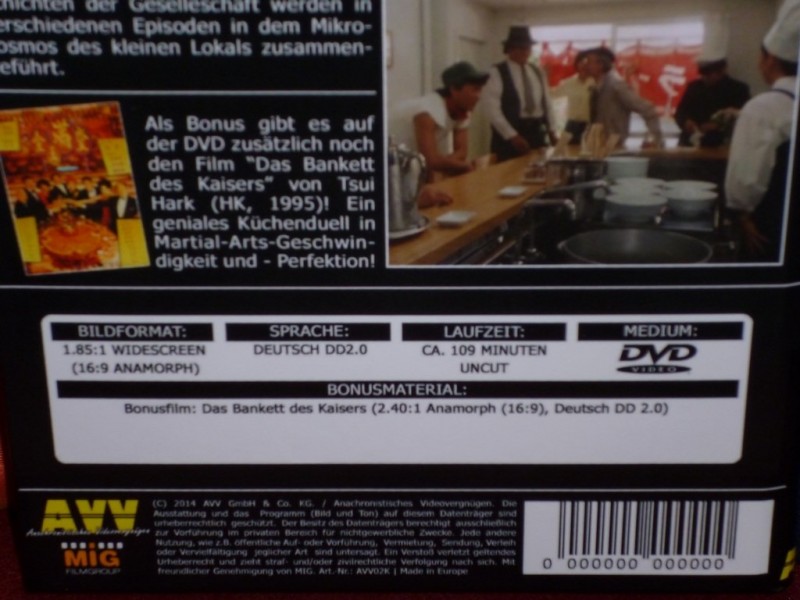 chichten der Gesellschaft werden in
erschiedenen Episoden in dem Mikro-
osmos des kleinen Lokals zusammen-
eführt.
Als Bonus gibt es auf
der DVD zusätzlich noch
den Film "Das Bankett
des Kaisers" von Tsui
Hark (HK, 1995)! Ein
geniales Küchenduell in
Martial-Arts-Geschwin-
digkeit und - Perfektion!
BILDFORMAT:
1.85:1 WIDESCREEN
(16:9 ANAMORPH)
SPRACHE:
DEUTSCH DD2.0
LAUFZEIT:
CA. 109 MINUTEN
UNCUT
MEDIUM:
DVD
VIDEO
BONUSMATERIAL:
Bonusfilm: Das Bankett des Kaisers (2.40:1 Anamorph (16:9), Deutsch DD 2.0)
AVV
Anachronistisches Videovergnügen
MIG
FILMGROUP
(C) 2014 AVV GmbH & Co. KG. / Anachronistisches Videovergnügen. Die
Ausstattung und das Programm (Bild und Ton) auf diesem Datenträger sind
urheberrechtlich geschützt. Der Besitz des Datenträgers berechtigt ausschließlich
zur Vorführung im privaten Bereich für nichtgewerbliche Zwecke. Jede andere
Nutzung, wie z.B. öffentliche Auf- oder Vorführung, Vermietung, Sendung, Verleih
oder Vervielfältigung jeglicher Art sind untersagt. Ein Verstoß verletzt geltendes
Urheberrecht und zieht straf- und/oder zivilrechtliche Verfolgung nach sich. Mit
freundlicher Genehmigung von MIG. Art.-Nr.: AVV02K | Made in Europe
0 000000 000000